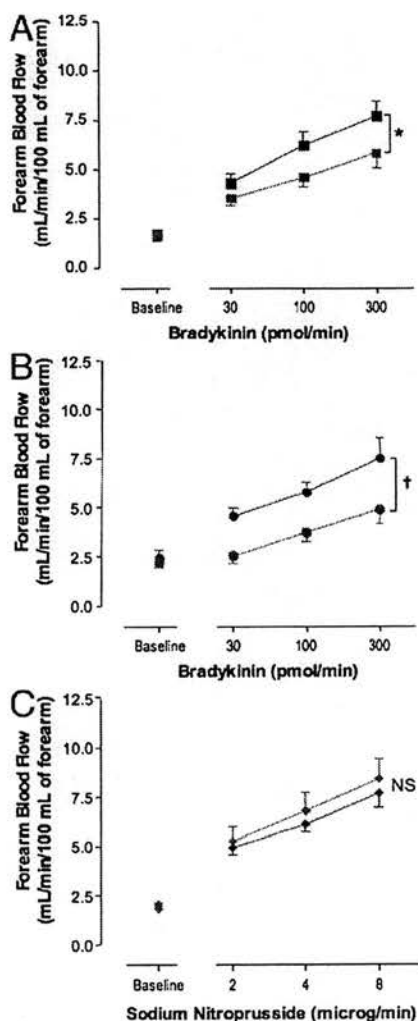 A
Forearm Blood Flow
(mL/min/100 mL of forearm)
12.5
10.0
7.5
5.0
2.5
0.0
*
Baseline
30
100
300
Bradykinin (pmol/min)
B
Forearm Blood Flow
(mL/min/100 mL of forearm)
12.5
10.0
7.5
5.0
2.5
0.0
†
Baseline
30
100
300
Bradykinin (pmol/min)
C
Forearm Blood Flow
(mL/min/100 mL of forearm)
12.5
10.0
7.5
5.0
2.5
0.0
NS
Baseline
2
4
8
Sodium Nitroprusside (microg/min)